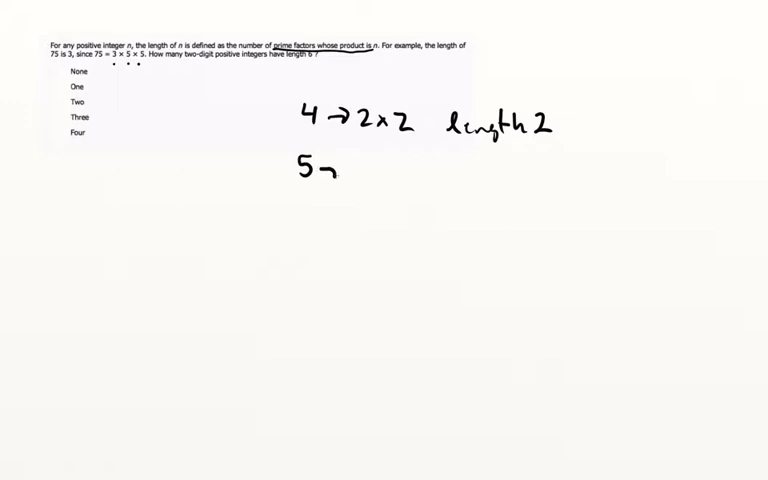 For any positive integer n, the length of n is defined as the number of prime factors whose product is n. For example, the length of
75 is 3, since 75 = 3 × 5 × 5. How many two-digit positive integers have length 6 ?
None
One
Two
Three
Four
4 → 2 × 2 length 2
5